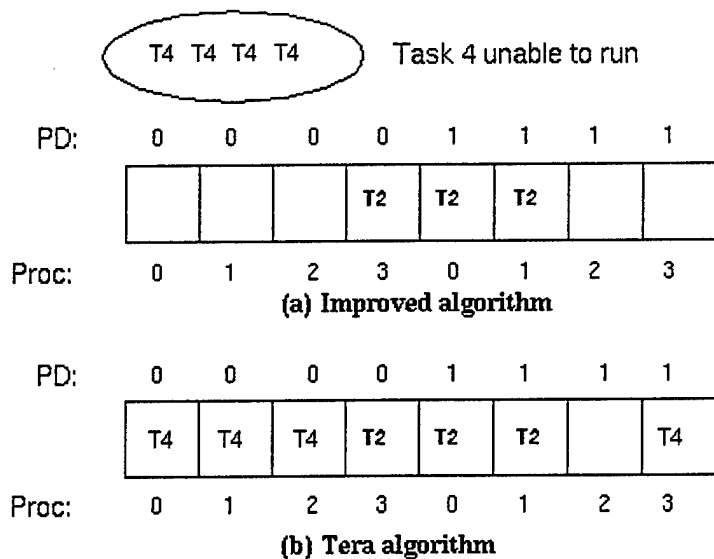 T4 T4 T4 T4 Task 4 unable to run
PD: 0 0 0 0 1 1 1 1
T2 T2 T2
Proc: 0 1 2 3 0 1 2 3
(a) Improved algorithm
PD: 0 0 0 0 1 1 1 1
T4 T4 T4 T2 T2 T2 T4
Proc: 0 1 2 3 0 1 2 3
(b) Tera algorithm